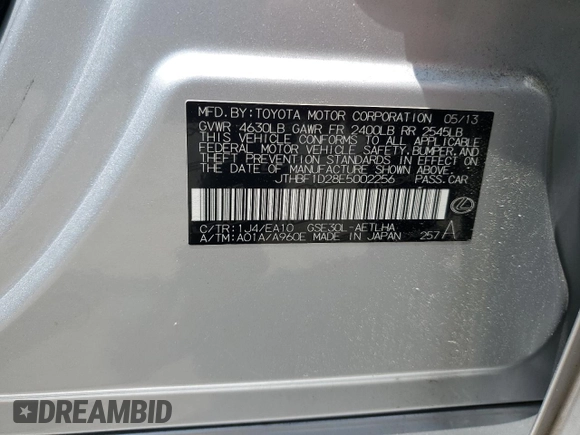 MFD. BY: TOYOTA MOTOR CORPORATION 05/13
GVWR 4630LB GAWR FR 2400LB RR 2545LB
THIS VEHICLE CONFORMS TO ALL APPLICABLE
FEDERAL MOTOR VEHICLE SAFETY, BUMPER, AND
THEFT PREVENTION STANDARDS IN EFFECT ON
THE DATE OF MANUFACTURE SHOWN ABOVE.
JTHBF1D28E5002256 PASS. CAR
C/TR: 1J4/EA10 GSE30L-AETLHA
A/TM: A01A/A960E MADE IN JAPAN 257 A
DREAMBID